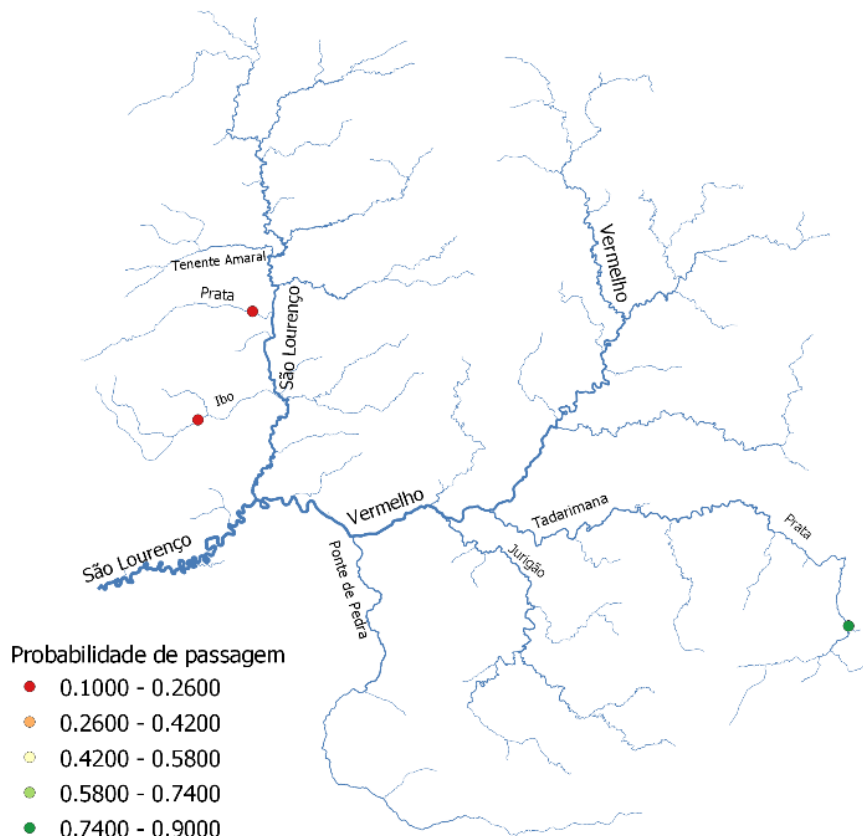 Vermelho
Tenente Amaral
Prata
São Lourenço
Ibo
Vermelho
Tadarimana
Prata
São Lourenço
Ponte de Pedra
Jurigão
Probabilidade de passagem
0.1000 - 0.2600
0.2600 - 0.4200
0.4200 - 0.5800
0.5800 - 0.7400
0.7400 - 0.9000